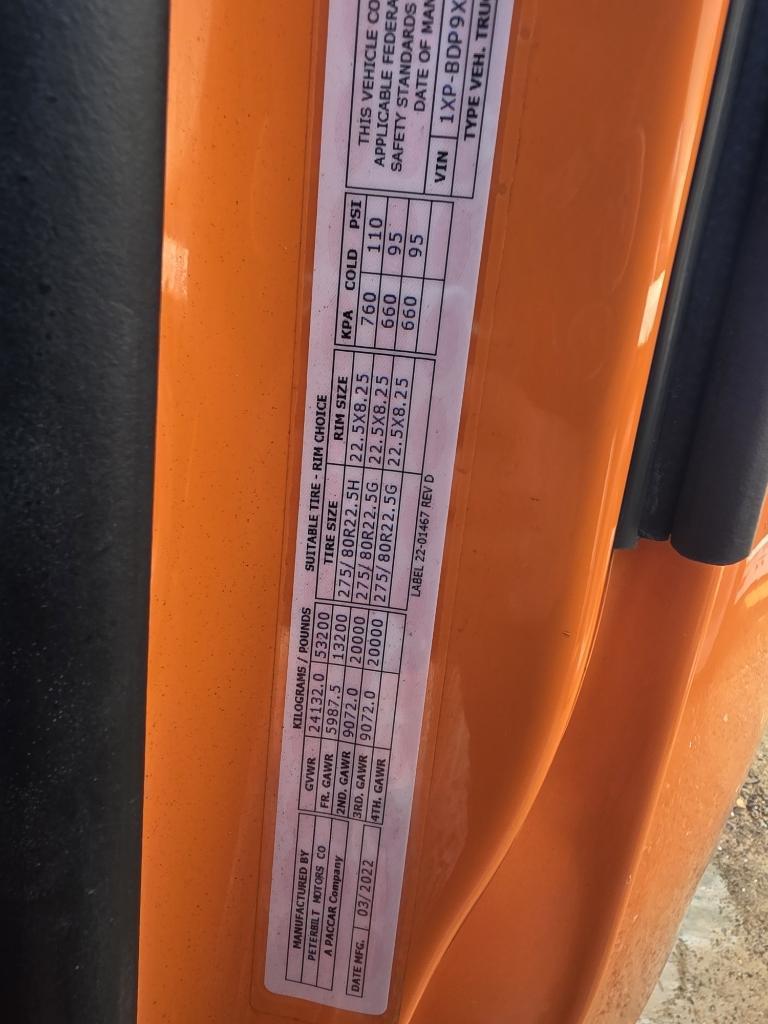 MANUFACTURED BY
PETERBILT MOTORS CO
A PACCAR Company
DATE MFG. 03/2022
KILOGRAMS / POUNDS
GVWR 24132.0 53200
FR. GAWR 5987.5 13200
2ND. GAWR 9072.0 20000
3RD. GAWR 9072.0 20000
4TH. GAWR
SUITABLE TIRE - RIM CHOICE
TIRE SIZE RIM SIZE
275/80R22.5H 22.5X8.25
275/80R22.5G 22.5X8.25
275/80R22.5G 22.5X8.25
LABEL 22-01467 REV D
KPA COLD PSI
760 110
660 95
660 95
THIS VEHICLE CO
APPLICABLE FEDERA
SAFETY STANDARDS
DATE OF MAN
VIN 1XP-BDP9X
TYPE VEH. TRU